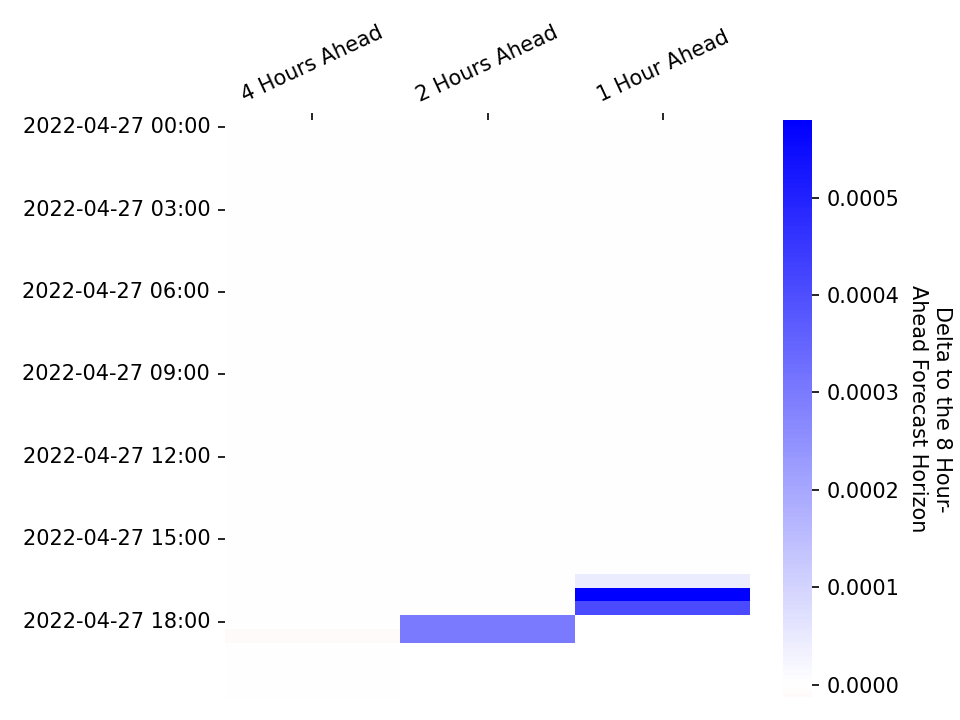 4 Hours Ahead
2 Hours Ahead
1 Hour Ahead
2022-04-27 00:00
2022-04-27 03:00
2022-04-27 06:00
2022-04-27 09:00
2022-04-27 12:00
2022-04-27 15:00
2022-04-27 18:00
0.0005
0.0004
0.0003
0.0002
0.0001
0.0000
Delta to the 8 Hour-
Ahead Forecast Horizon